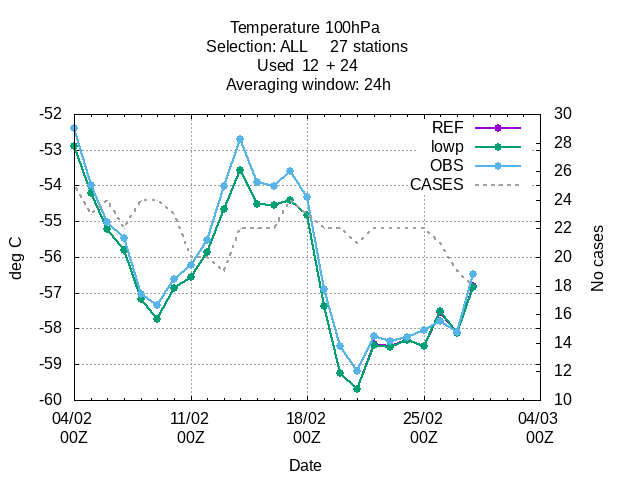 Temperature 100hPa
Selection: ALL     27 stations
Used  12  + 24
Averaging window: 24h
-52
-53
-54
-55
-56
-57
-58
-59
-60
deg C
30
28
26
24
22
20
18
16
14
12
10
No cases
REF
lowp
OBS
CASES
04/02 11/02 18/02 25/02 04/03
00Z 00Z 00Z 00Z 00Z
Date